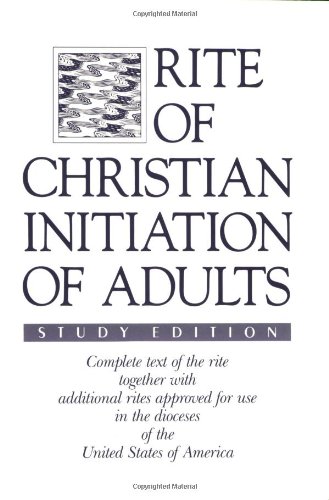 Copyrighted Material
RITE
OF
CHRISTIAN
INITIATION
OF ADULTS
STUDY EDITION
Complete text of the rite
together with
additional rites approved for use
in the dioceses
of the
United States of America
Copyrighted Material